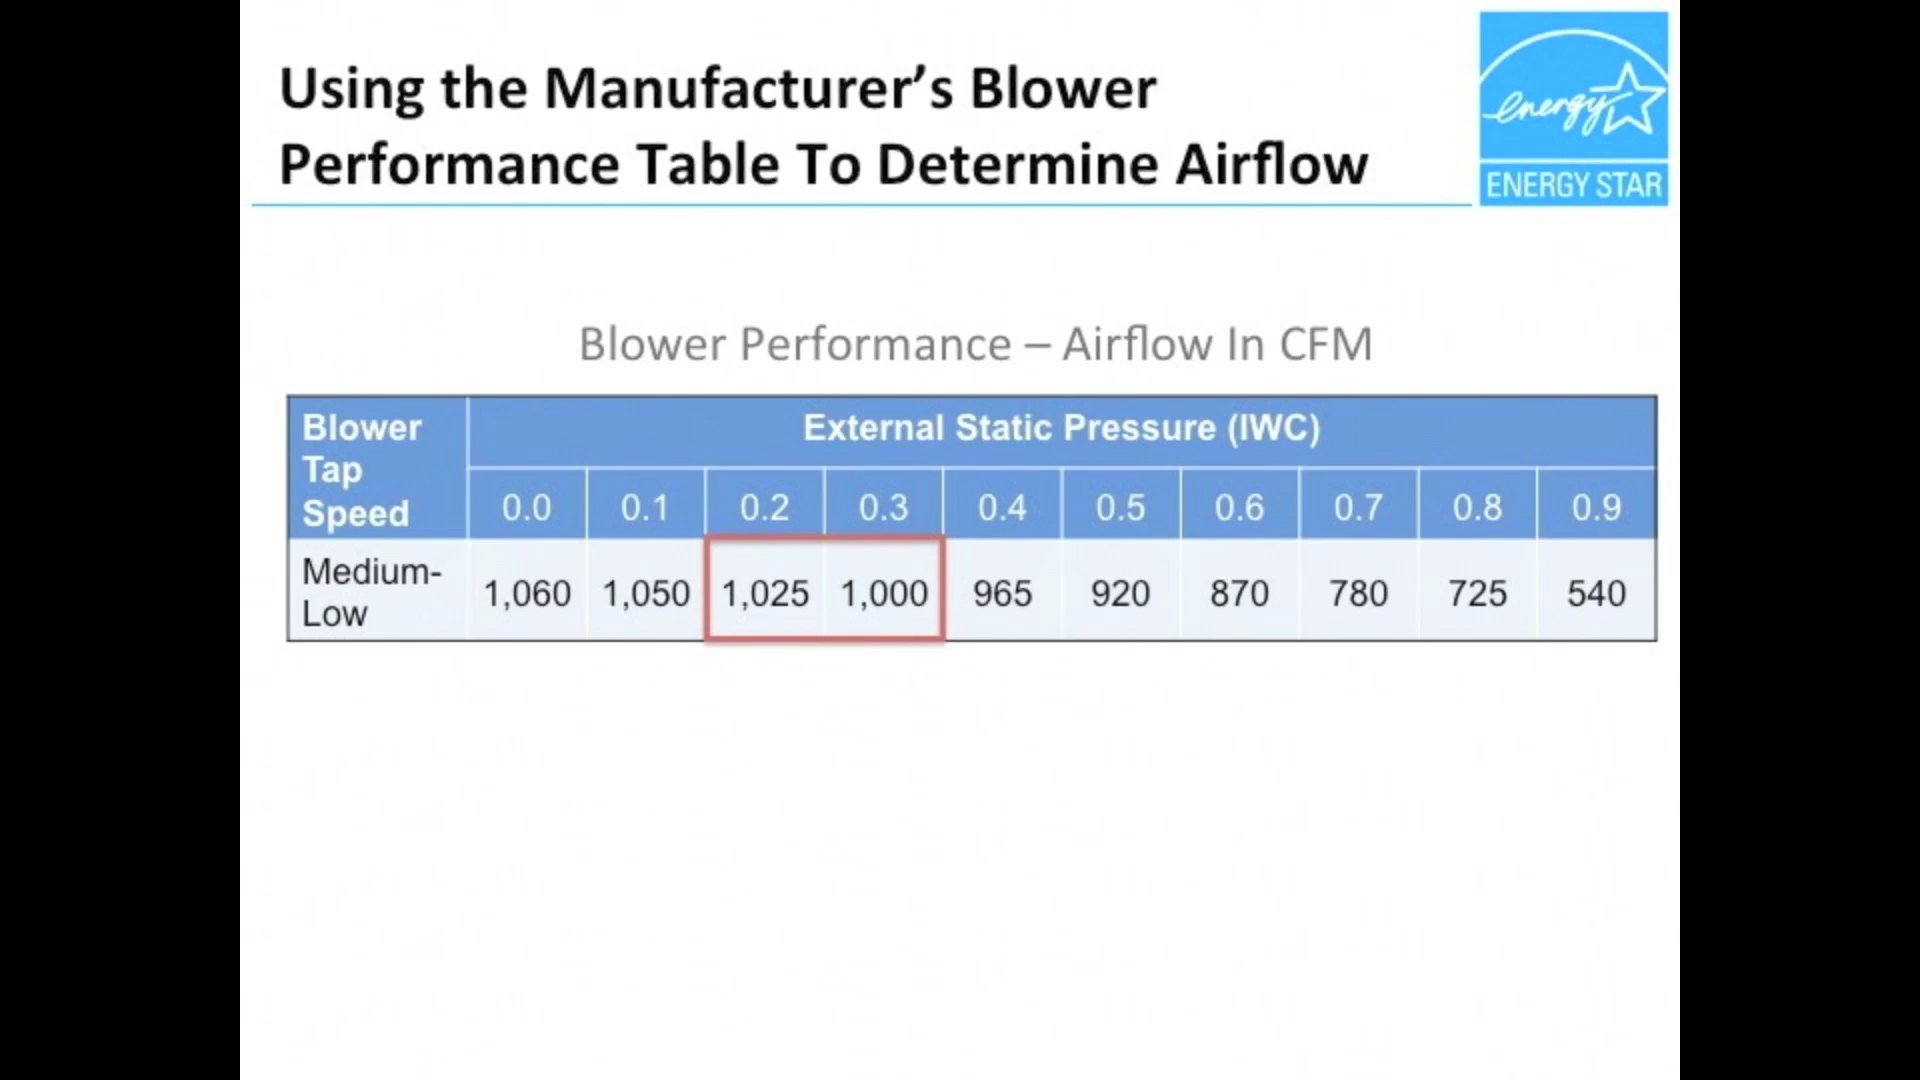 Using the Manufacturer’s Blower
Performance Table To Determine Airflow
energy
ENERGY STAR
Blower Performance – Airflow In CFM
Blower Tap Speed External Static Pressure (IWC)
0.0 0.1 0.2 0.3 0.4 0.5 0.6 0.7 0.8 0.9
Medium-Low 1,060 1,050 1,025 1,000 965 920 870 780 725 540